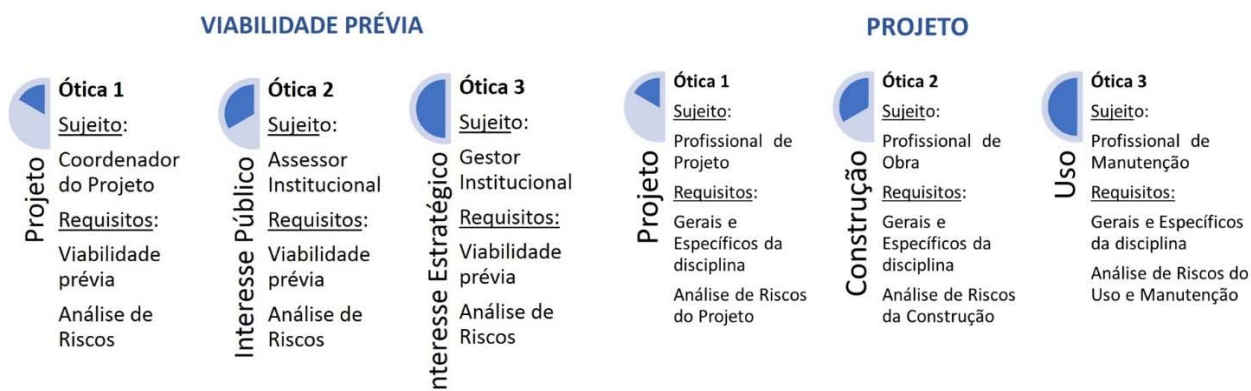 VIABILIDADE PRÉVIA
Ótica 1
Sujeito:
Coordenador
do Projeto
Requisitos:
Viabilidade
prévia
Análise de
Riscos
Projeto
Ótica 2
Sujeito:
Assessor
Institucional
Requisitos:
Viabilidade
prévia
Análise de
Riscos
Interesse Público
Ótica 3
Sujeito:
Gestor
Institucional
Requisitos:
Viabilidade
prévia
Análise de
Riscos
nteresse Estratégico
PROJETO
Ótica 1
Sujeito:
Profissional de
Projeto
Requisitos:
Gerais e
Específicos da
disciplina
Análise de Riscos
do Projeto
Projeto
Ótica 2
Sujeito:
Profissional de
Obra
Requisitos:
Gerais e
Específicos da
disciplina
Análise de Riscos
da Construção
Construção
Ótica 3
Sujeito:
Profissional de
Manutenção
Requisitos:
Gerais e Específicos
da disciplina
Análise de Riscos do
Uso e Manutenção
Uso